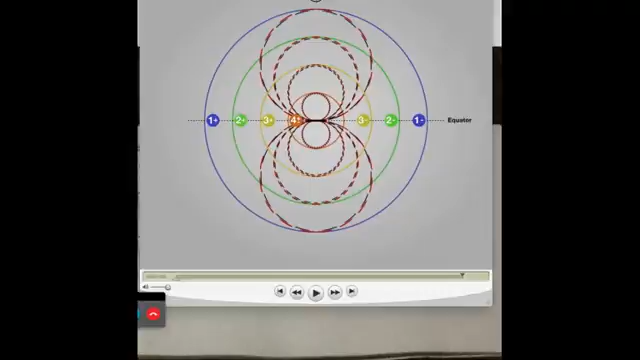 1+ 2+ 3+ 4+ 3+ 2+ 1+ Equator